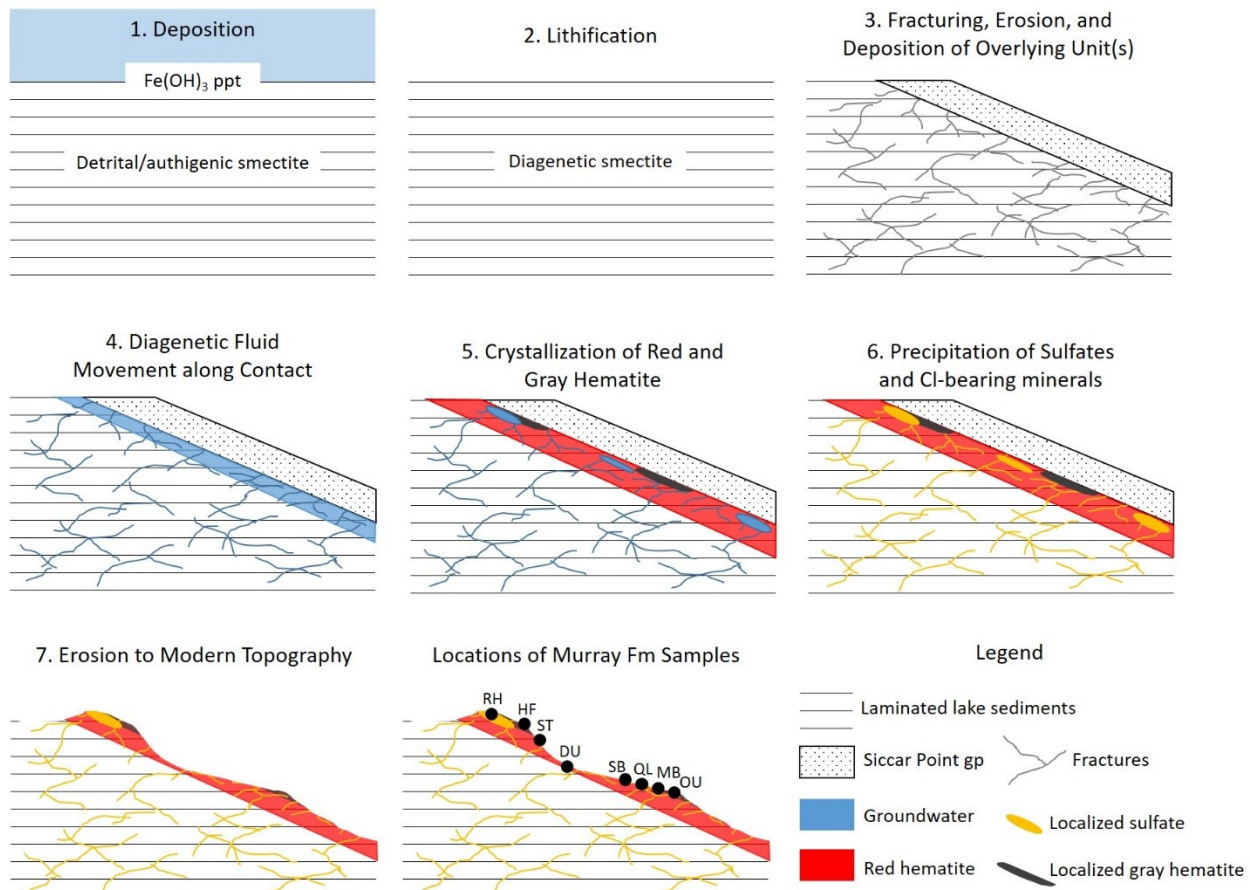 1. Deposition
Fe(OH)3 ppt
Detrital/authigenic smectite
2. Lithification
Diagenetic smectite
3. Fracturing, Erosion, and
Deposition of Overlying Unit(s)
4. Diagenetic Fluid
Movement along Contact
5. Crystallization of Red and
Gray Hematite
6. Precipitation of Sulfates
and Cl-bearing minerals
7. Erosion to Modern Topography
Locations of Murray Fm Samples
RH
HF
ST
DU
SB
QL
MB
OU
Legend
Laminated lake sediments
Siccar Point gp
Fractures
Groundwater
Localized sulfate
Red hematite
Localized gray hematite